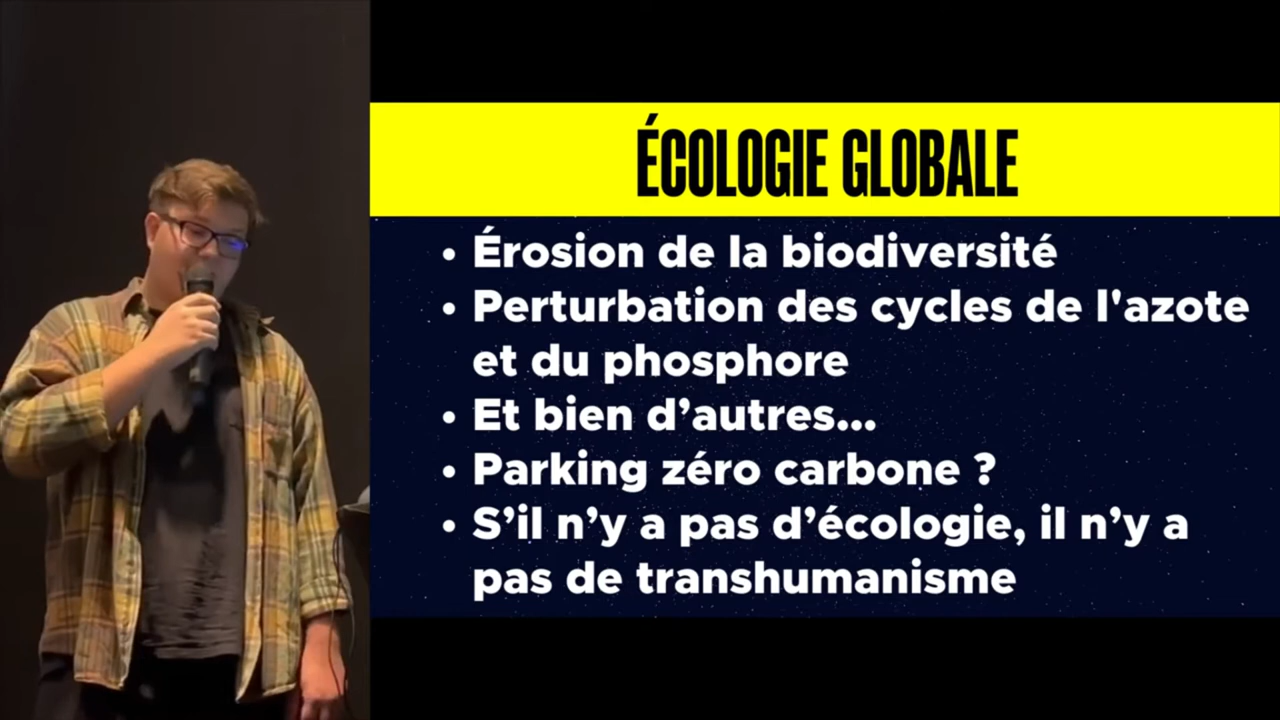 ÉCOLOGIE GLOBALE
• Érosion de la biodiversité
• Perturbation des cycles de l'azote
et du phosphore
• Et bien d’autres...
• Parking zéro carbone ?
• S’il n’y a pas d’écologie, il n’y a
pas de transhumanisme